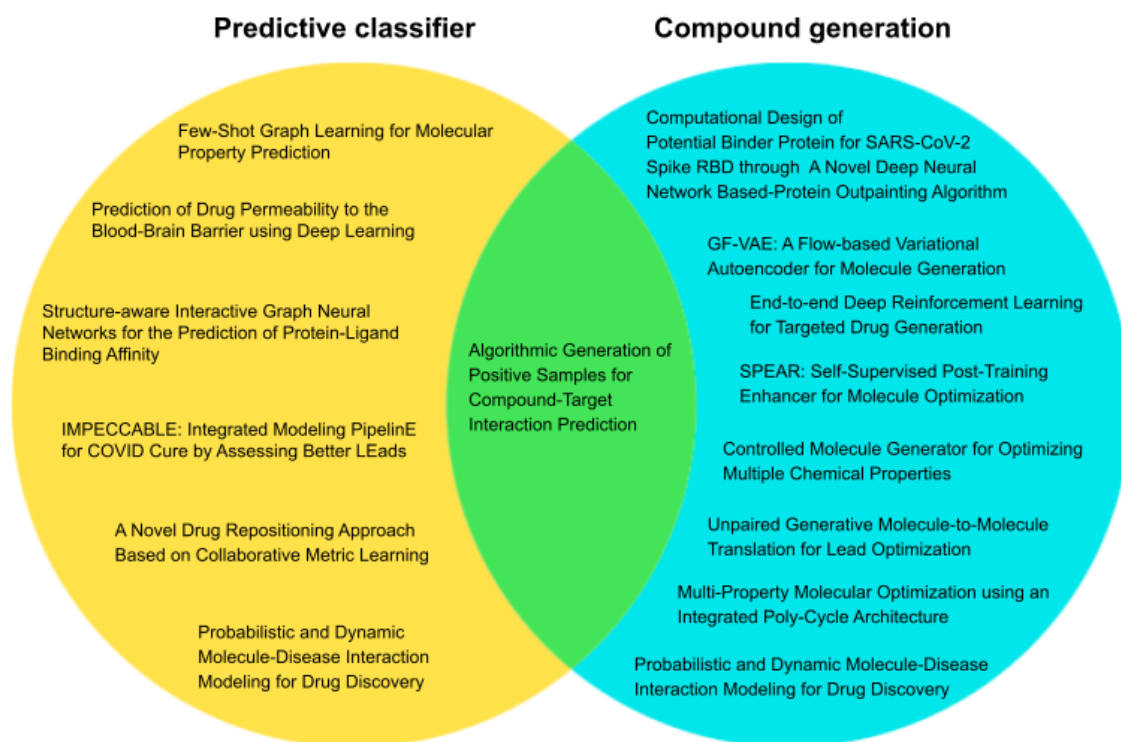 Predictive classifier
Compound generation
Few-Shot Graph Learning for Molecular
Property Prediction
Prediction of Drug Permeability to the
Blood-Brain Barrier using Deep Learning
Structure-aware Interactive Graph Neural
Networks for the Prediction of Protein-Ligand
Binding Affinity
IMPECCABLE: Integrated Modeling PipelinE
for COVID Cure by Assessing Better LEads
A Novel Drug Repositioning Approach
Based on Collaborative Metric Learning
Probabilistic and Dynamic
Molecule-Disease Interaction
Modeling for Drug Discovery
Algorithmic Generation of
Positive Samples for
Compound-Target
Interaction Prediction
Computational Design of
Potential Binder Protein for SARS-CoV-2
Spike RBD through A Novel Deep Neural
Network Based-Protein Outpainting Algorithm
GF-VAE: A Flow-based Variational
Autoencoder for Molecule Generation
End-to-end Deep Reinforcement Learning
for Targeted Drug Generation
SPEAR: Self-Supervised Post-Training
Enhancer for Molecule Optimization
Controlled Molecule Generator for Optimizing
Multiple Chemical Properties
Unpaired Generative Molecule-to-Molecule
Translation for Lead Optimization
Multi-Property Molecular Optimization using an
Integrated Poly-Cycle Architecture
Probabilistic and Dynamic Molecule-Disease
Interaction Modeling for Drug Discovery